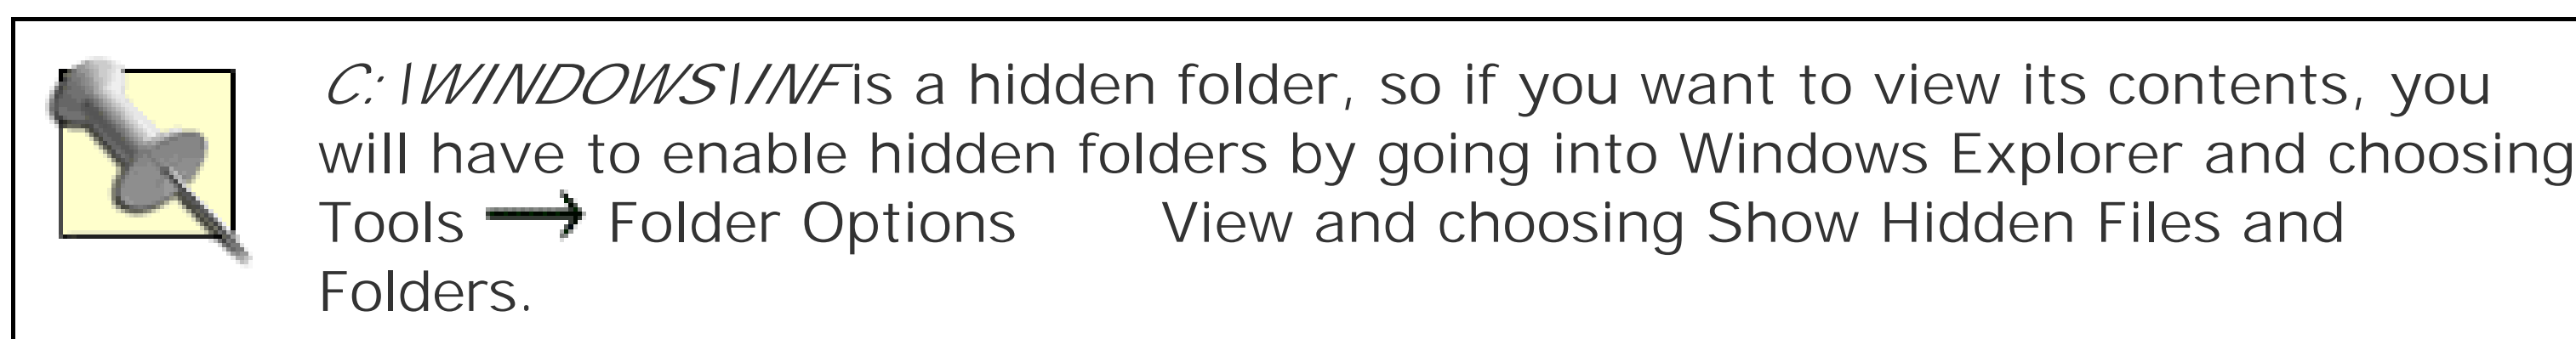 C:\WINDOWS\INF is a hidden folder, so if you want to view its contents, you
will have to enable hidden folders by going into Windows Explorer and choosing
Tools → Folder Options View and choosing Show Hidden Files and
Folders.